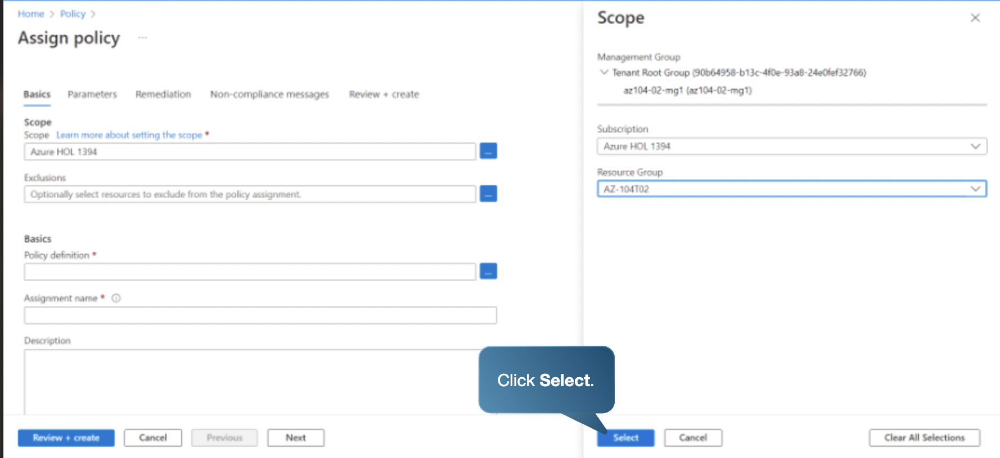 Home > Policy >
Assign policy ...
Basics Parameters Remediation Non-compliance messages Review + create
Scope
Scope Learn more about setting the scope *
Azure HOL 1394
...
Exclusions
Optionally select resources to exclude from the policy assignment.
...
Basics
Policy definition *
...
Assignment name *
Description
Review + create Cancel Previous Next
Scope
Management Group
Tenant Root Group (90b64958-b13c-4f0e-93a8-24e0fef32766)
az104-02-mg1 (az104-02-mg1)
Subscription
Azure HOL 1394
Resource Group
AZ-104T02
Click Select.
Select Cancel Clear All Selections